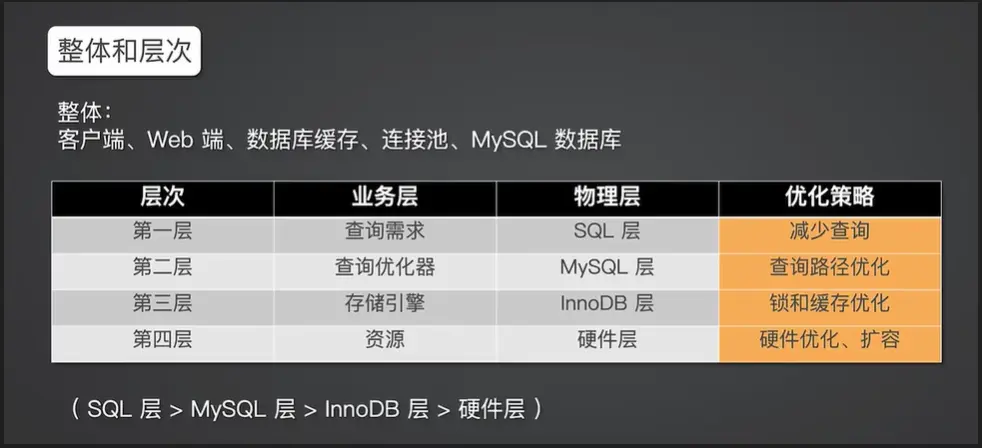 整体和层次
整体：
客户端、Web 端、数据库缓存、连接池、MySQL 数据库
层次 业务层 物理层 优化策略
第一层 查询需求 SQL 层 减少查询
第二层 查询优化器 MySQL 层 查询路径优化
第三层 存储引擎 InnoDB 层 锁和缓存优化
第四层 资源 硬件层 硬件优化、扩容
（ SQL 层 > MySQL 层 > InnoDB 层 > 硬件层 ）